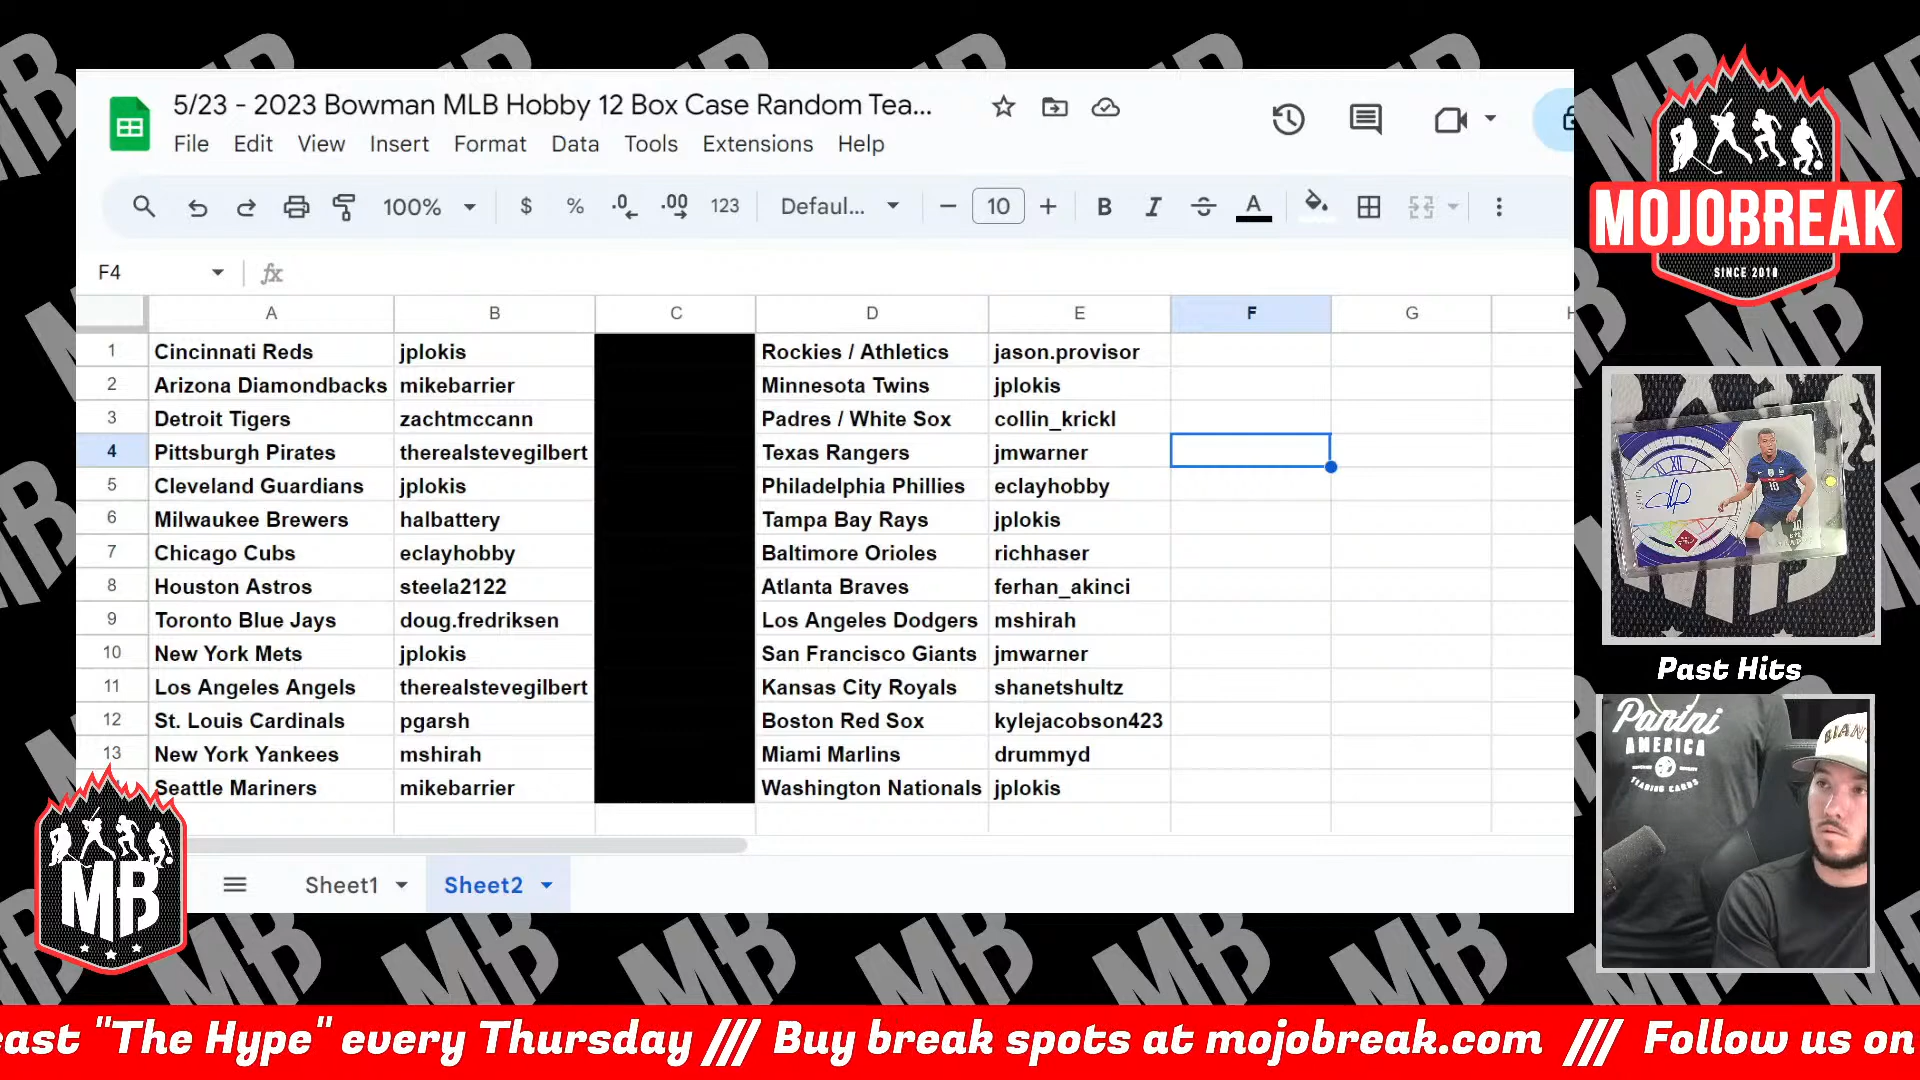 5/23 - 2023 Bowman MLB Hobby 12 Box Case Random Tea...
File Edit View Insert Format Data Tools Extensions Help
100% $ % .0 .00 123 Defaul... 10 B I A
F4 fx
A B C D E F G H
1 Cincinnati Reds jplokis Rockies / Athletics jason.provisor
2 Arizona Diamondbacks mikebarrier Minnesota Twins jplokis
3 Detroit Tigers zachtmccann Padres / White Sox collin_krickl
4 Pittsburgh Pirates therealstevegilbert Texas Rangers jmwarner
5 Cleveland Guardians jplokis Philadelphia Phillies eclayhobby
6 Milwaukee Brewers halbattery Tampa Bay Rays jplokis
7 Chicago Cubs eclayhobby Baltimore Orioles richhaser
8 Houston Astros steela2122 Atlanta Braves ferhan_akinci
9 Toronto Blue Jays doug.fredriksen Los Angeles Dodgers mshirah
10 New York Mets jplokis San Francisco Giants jmwarner
11 Los Angeles Angels therealstevegilbert Kansas City Royals shanetshultz
12 St. Louis Cardinals pgarsh Boston Red Sox kylejacobson423
13 New York Yankees mshirah Miami Marlins drummyd
Seattle Mariners mikebarrier Washington Nationals jplokis
Sheet1 Sheet2
MB
MOJOBREAK
SINCE 2010
XI XII
10
Past Hits
Panini
AMERICA
TRADING CARDS
GIANT
east "The Hype" every Thursday /// Buy break spots at mojobreak.com /// Follow us on